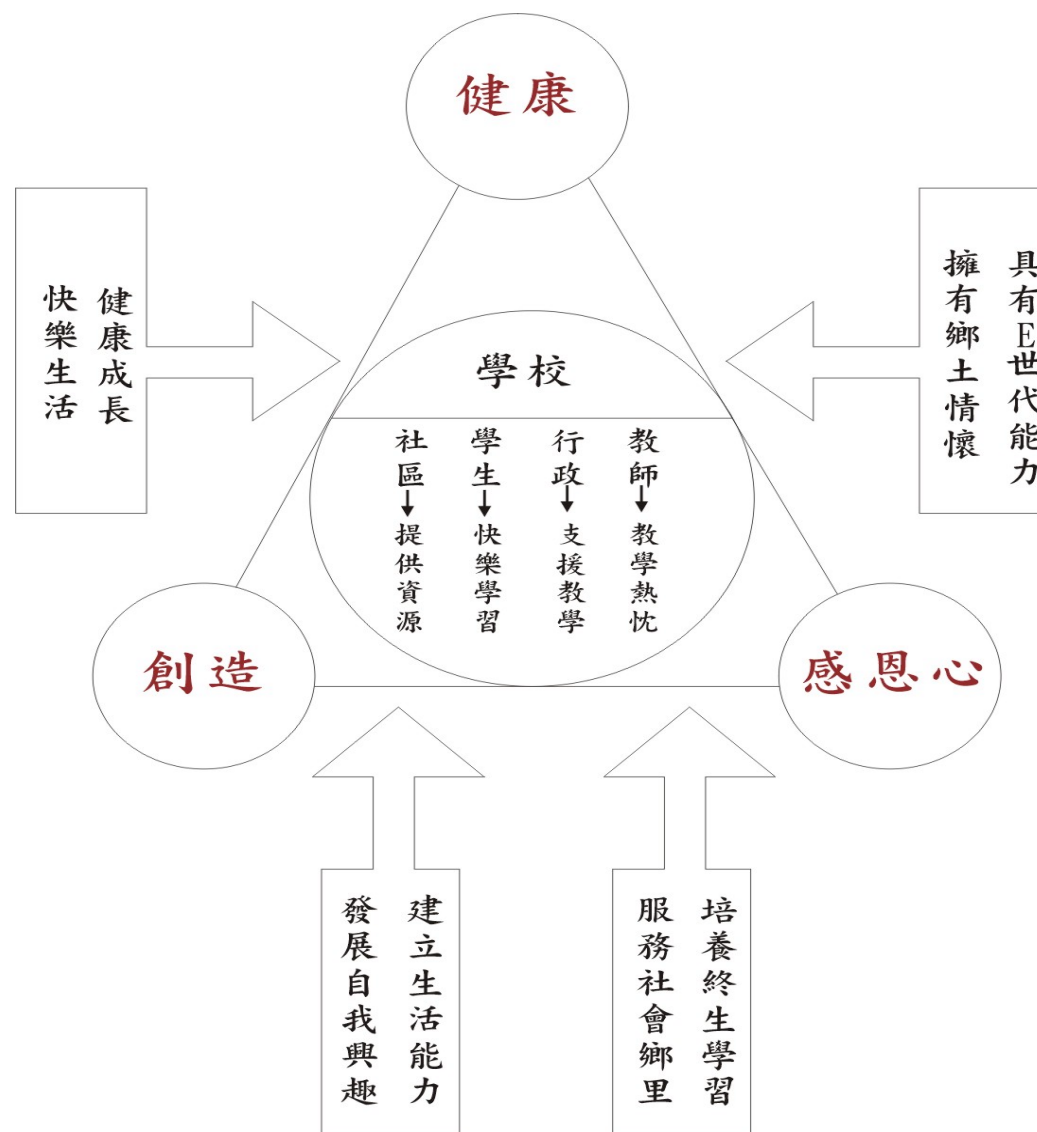 健康
健康成長
快樂生活
具有E世代能力
擁有鄉土情懷
學校
教師→教學熱忱
行政→支援教學
學生→快樂學習
社區→提供資源
創造
感恩心
建立生活能力
發展自我興趣
培養終生學習
服務社會鄉里